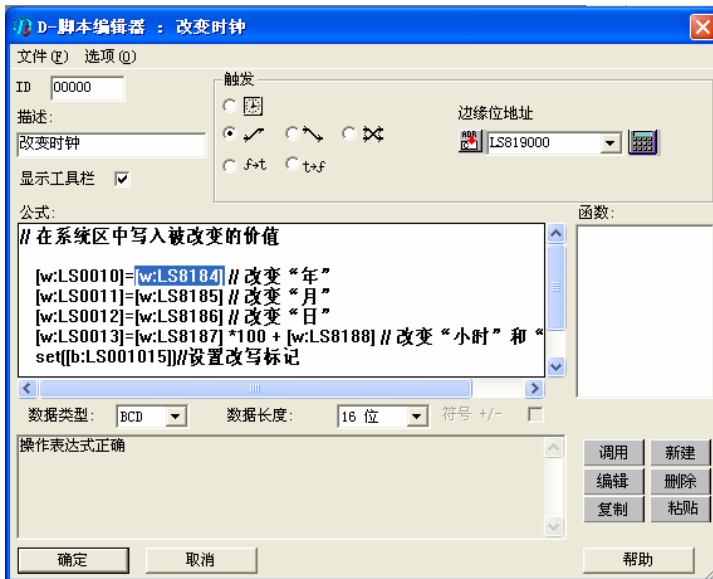 D-脚本编辑器 : 改变时钟
文件(F) 选项(O)
ID 00000
描述:
改变时钟
显示工具栏
触发
f→t t→f
边缘位地址
ADR
LS819000
公式:
// 在系统区中写入被改变的价值
[w:LS0010]=[w:LS8184] // 改变“年”
[w:LS0011]=[w:LS8185] // 改变“月”
[w:LS0012]=[w:LS8186] // 改变“日”
[w:LS0013]=[w:LS8187] *100 + [w:LS8188] // 改变“小时”和“
set([b:LS001015])//设置改写标记
函数:
数据类型: BCD 数据长度: 16 位 符号 +/-
操作表达式正确
调用 新建
编辑 删除
复制 粘贴
确定 取消 帮助